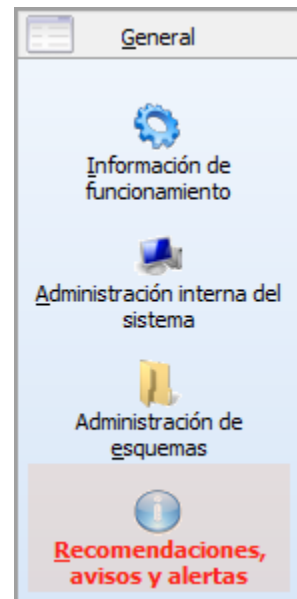 General
Información de
funcionamiento
Administración interna del
sistema
Administración de
esquemas
Recomendaciones,
avisos y alertas